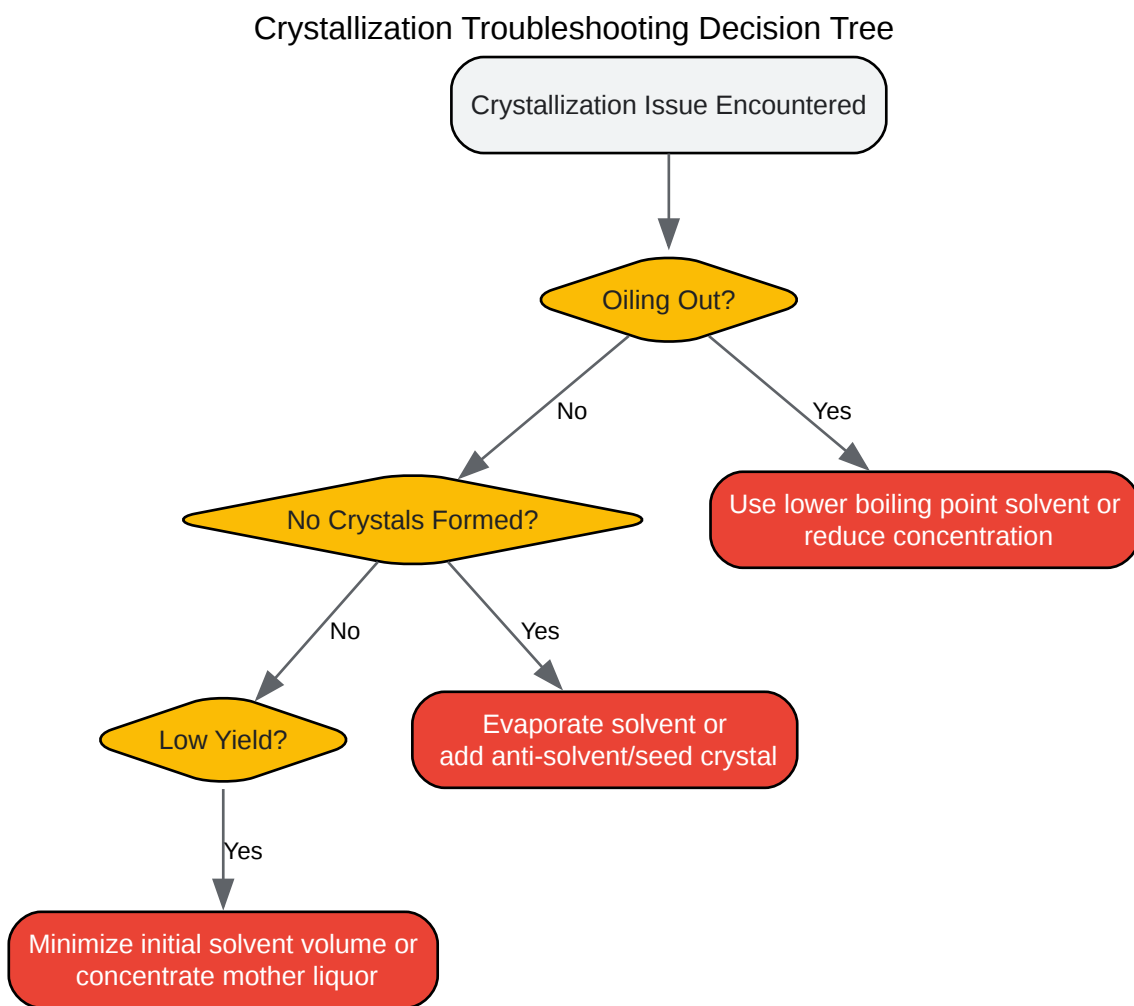 Crystallization Troubleshooting Decision Tree
Crystallization Issue Encountered
Oiling Out?
No
Yes
No Crystals Formed?
Use lower boiling point solvent or
reduce concentration
No
Yes
Low Yield?
Evaporate solvent or
add anti-solvent/seed crystal
Yes
Minimize initial solvent volume or
concentrate mother liquor